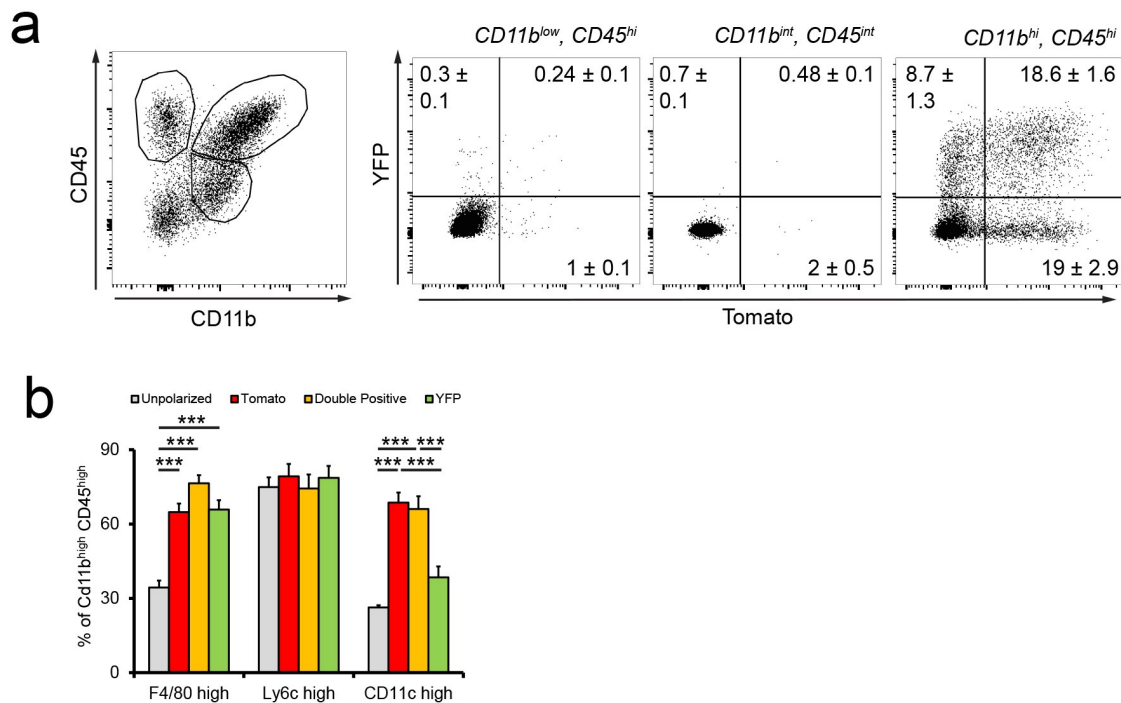 a
CD11b^low, CD45^hi
CD11b^int, CD45^int
CD11b^hi, CD45^hi
CD45
CD11b
YFP
0.3 ±
0.1
0.24 ± 0.1
1 ± 0.1
0.7 ±
0.1
0.48 ± 0.1
2 ± 0.5
8.7 ±
1.3
18.6 ± 1.6
19 ± 2.9
Tomato
b
Unpolarized Tomato Double Positive YFP
***
*** *** ***
*** *** ***
% of Cd11b^high CD45^high
90
60
30
0
F4/80 high Ly6c high CD11c high